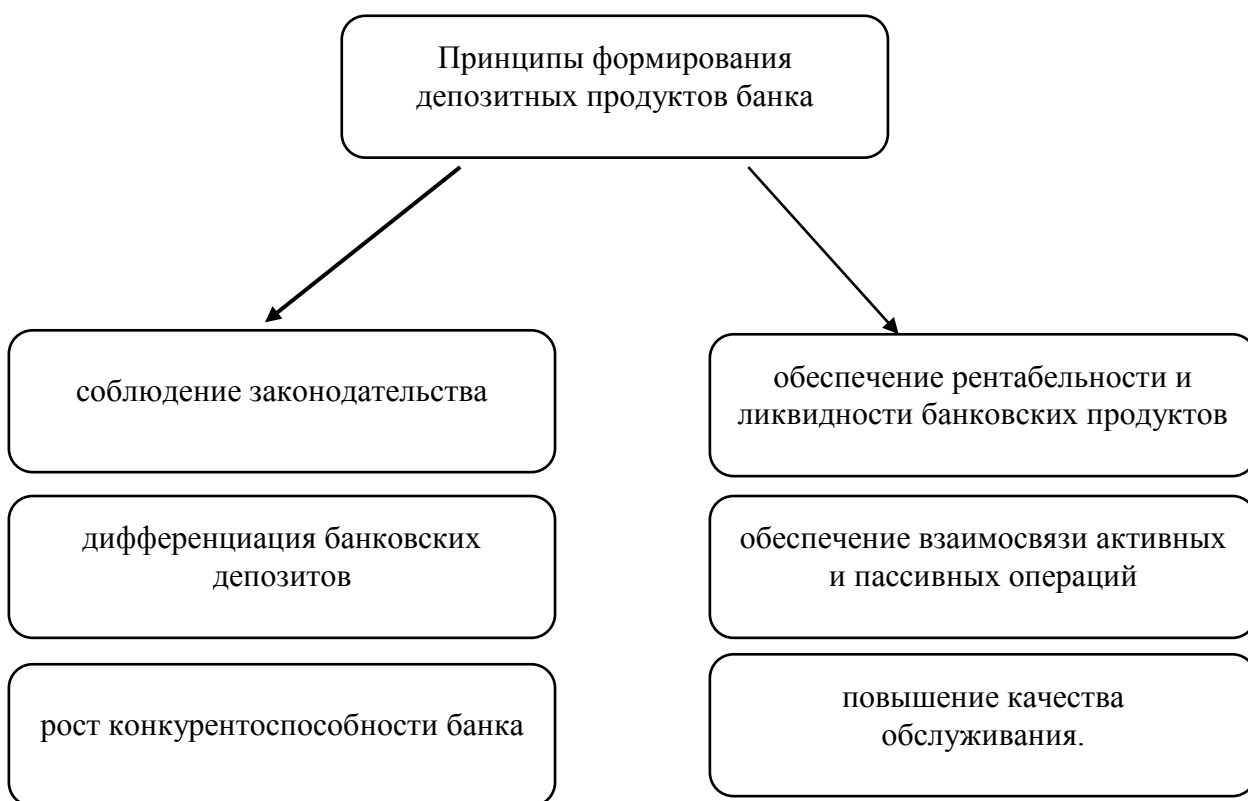 Принципы формирования
депозитных продуктов банка
соблюдение законодательства
обеспечение рентабельности и
ликвидности банковских продуктов
дифференциация банковских
депозитов
обеспечение взаимосвязи активных
и пассивных операций
рост конкурентоспособности банка
повышение качества
обслуживания.